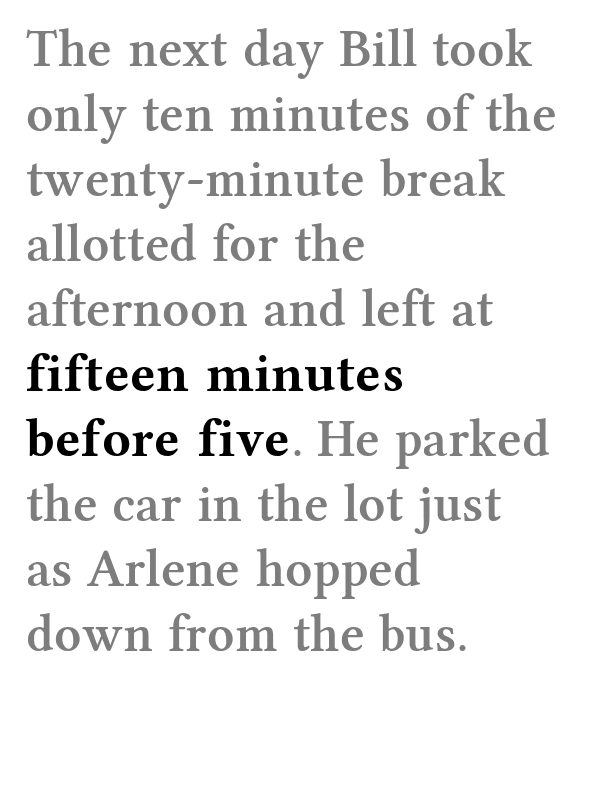 The next day Bill took
only ten minutes of the
twenty-minute break
allotted for the
afternoon and left at
fifteen minutes
before five. He parked
the car in the lot just
as Arlene hopped
down from the bus.